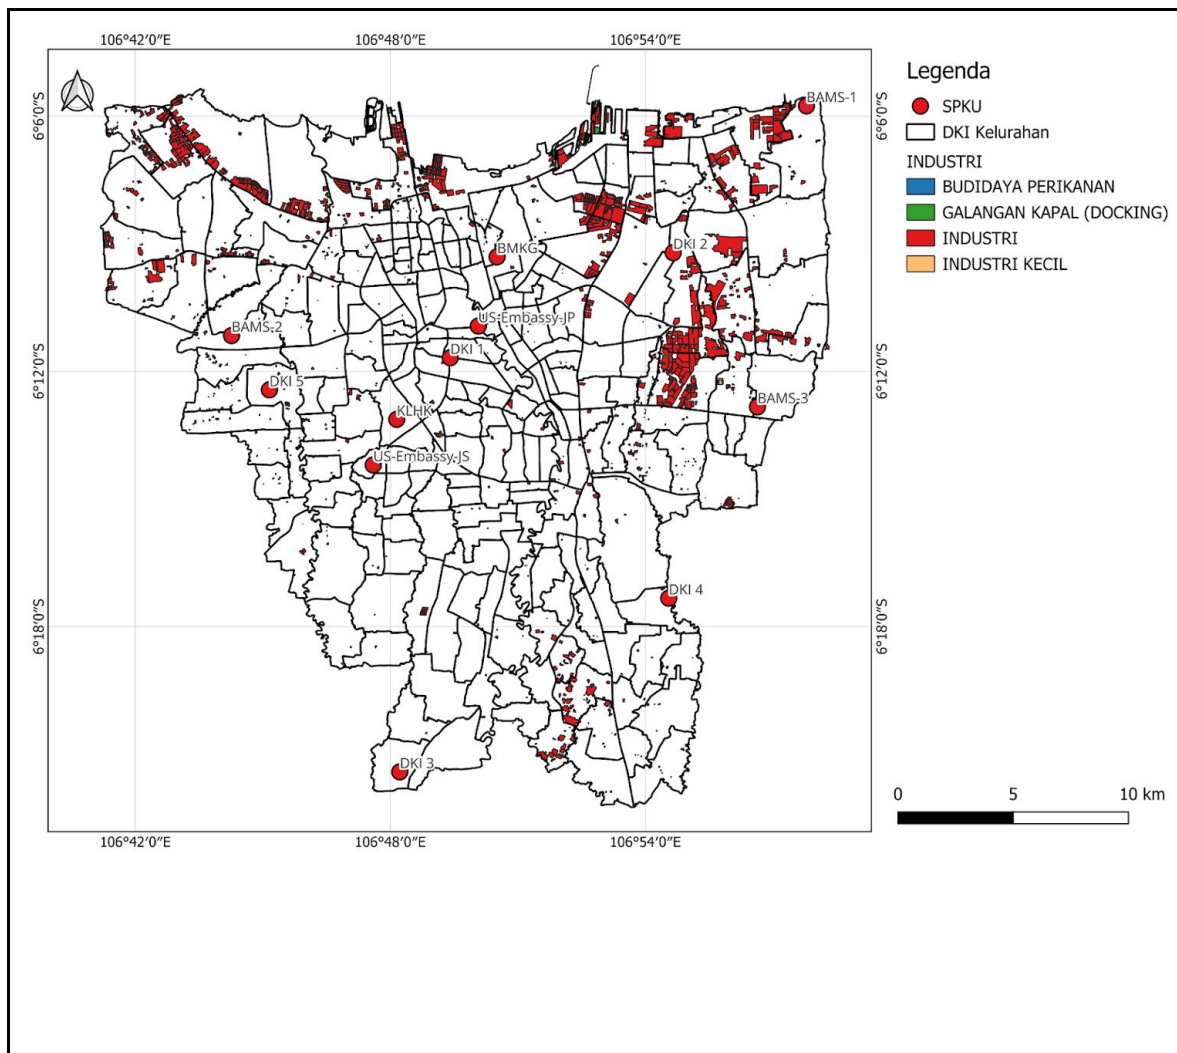 106°42′0″E 106°48′0″E 106°54′0″E
Legenda
SPKU
DKI Kelurahan
INDUSTRI
BUDIDAYA PERIKANAN
GALANGAN KAPAL (DOCKING)
INDUSTRI
INDUSTRI KECIL
6°6′0″S 6°6′0″S
BAMS-1
BMKG
DKI 2
US-Embassy-JP
BAMS-2
DKI 1
6°12′0″S 6°12′0″S
DKI 5
BAMS-3
KLHK
US-Embassy-JS
DKI 4
6°18′0″S 6°18′0″S
DKI 3
0 5 10 km
106°42′0″E 106°48′0″E 106°54′0″E